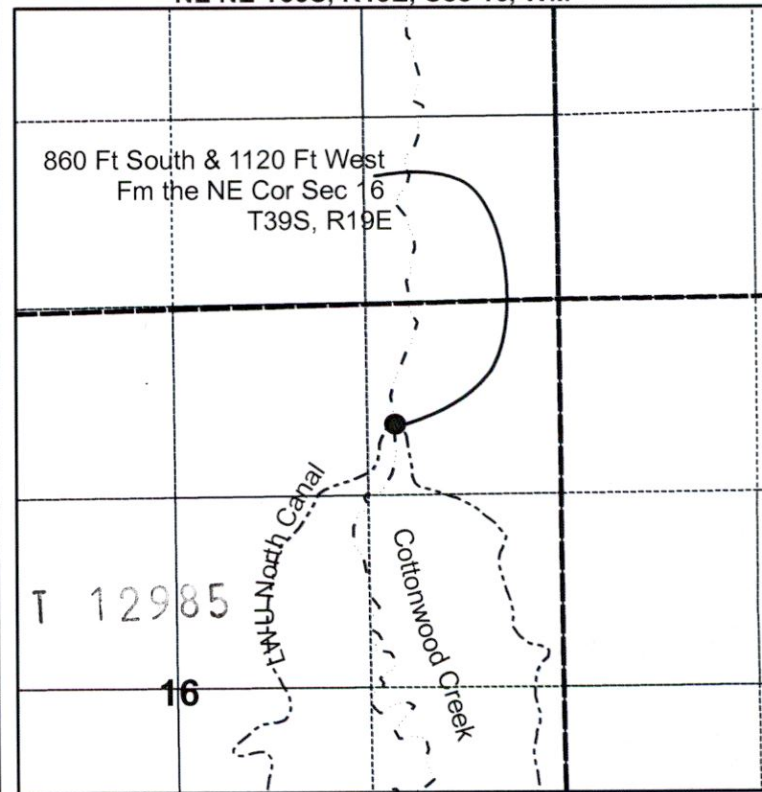 860 Ft South & 1120 Ft West
Fm the NE Cor Sec 16
T39S, R19E
LWU North Canal
Cottonwood Creek
T 12985
16